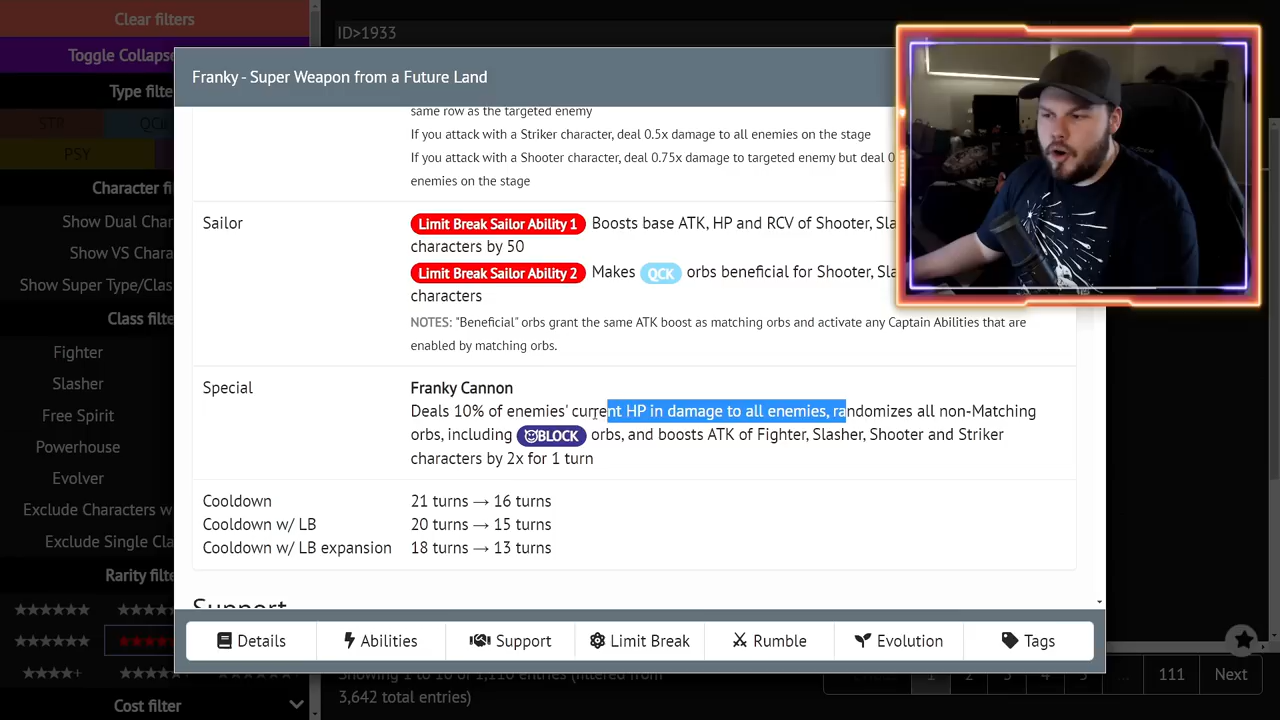 Clear filters
Toggle Collapse
Type filte
STR
QCK
PSY
Character fi
Show Dual Char
Show VS Chara
Show Super Type/Clas
Class filte
Fighter
Slasher
Free Spirit
Powerhouse
Evolver
Exclude Characters w
Exclude Single Cla
Rarity filte
Cost filter
ID>1933
Franky - Super Weapon from a Future Land
same row as the targeted enemy
If you attack with a Striker character, deal 0.5x damage to all enemies on the stage
If you attack with a Shooter character, deal 0.75x damage to targeted enemy but deal 0
enemies on the stage
Sailor
Limit Break Sailor Ability 1 Boosts base ATK, HP and RCV of Shooter, Sla
characters by 50
Limit Break Sailor Ability 2 Makes QCK orbs beneficial for Shooter, Sla
characters
NOTES: "Beneficial" orbs grant the same ATK boost as matching orbs and activate any Captain Abilities that are
enabled by matching orbs.
Special
Franky Cannon
Deals 10% of enemies' current HP in damage to all enemies, randomizes all non-Matching
orbs, including BLOCK orbs, and boosts ATK of Fighter, Slasher, Shooter and Striker
characters by 2x for 1 turn
Cooldown 21 turns → 16 turns
Cooldown w/ LB 20 turns → 15 turns
Cooldown w/ LB expansion 18 turns → 13 turns
Support
Details Abilities Support Limit Break Rumble Evolution Tags
3,642 total entries)
1 2 3 4 5 … 111 Next